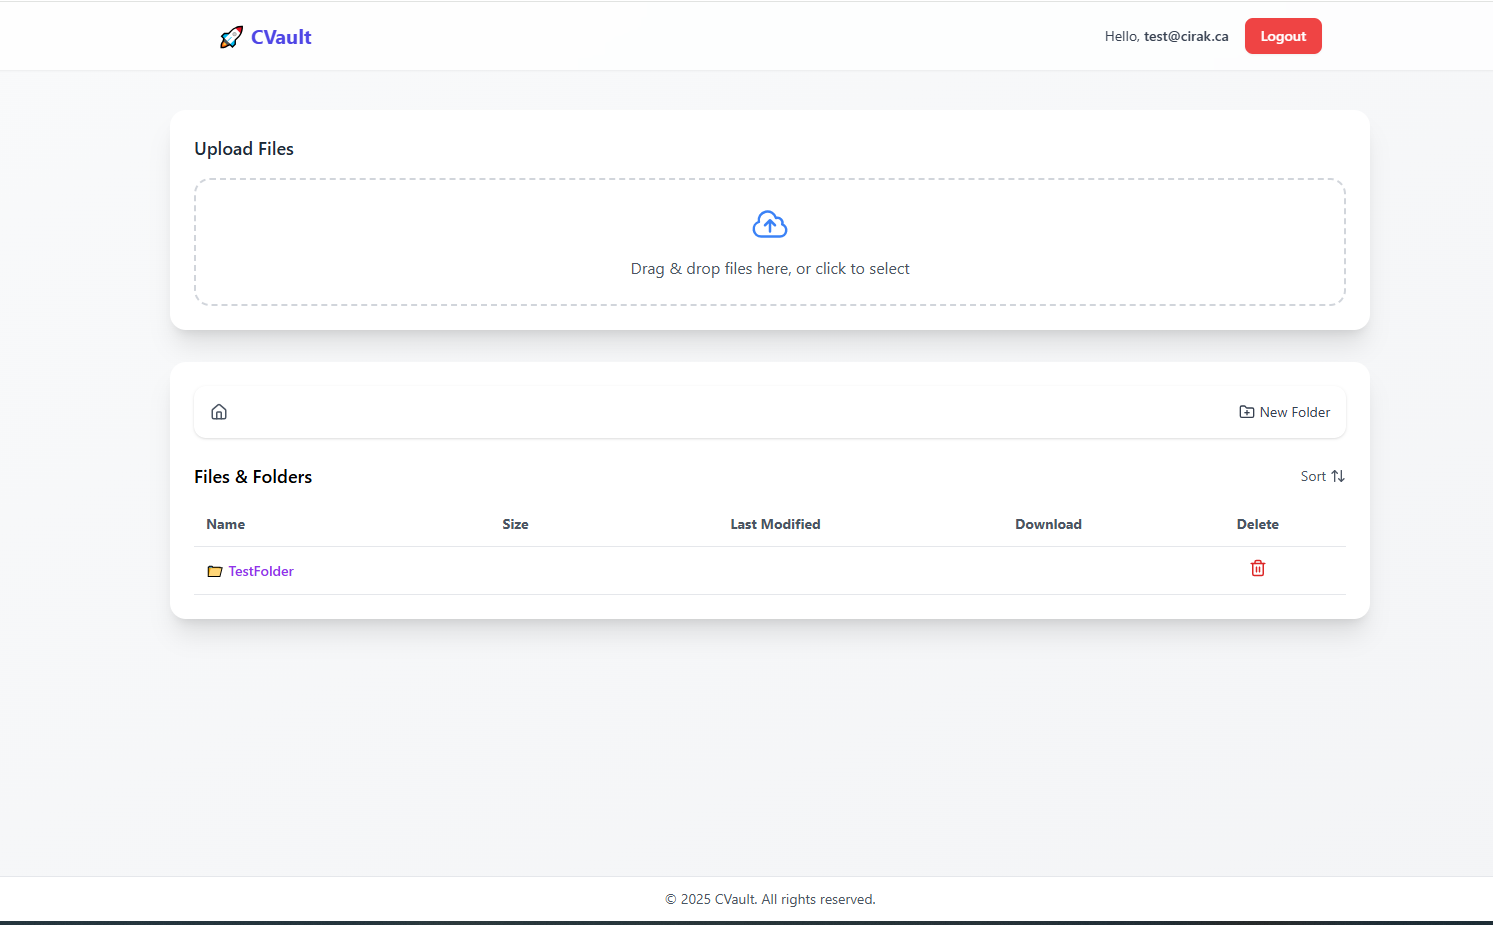 CVault
Hello, test@cirak.ca
Logout
Upload Files
Drag & drop files here, or click to select
New Folder
Files & Folders
Sort
Name Size Last Modified Download Delete
TestFolder
© 2025 CVault. All rights reserved.